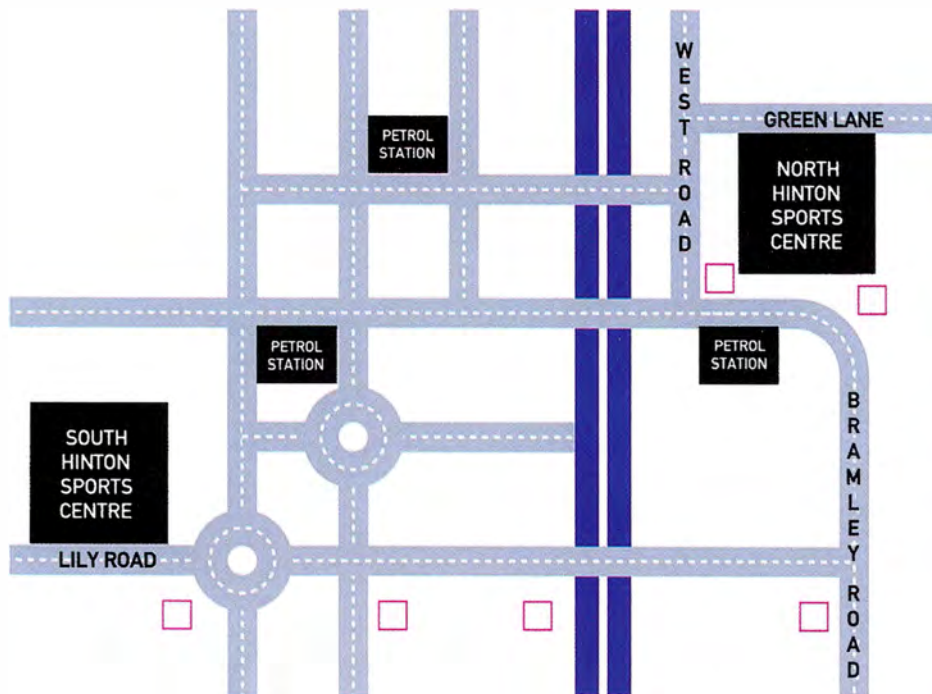 WEST ROAD
GREEN LANE
PETROL
STATION
NORTH
HINTON
SPORTS
CENTRE
PETROL
STATION
PETROL
STATION
BRAMLEY ROAD
SOUTH
HINTON
SPORTS
CENTRE
LILY ROAD